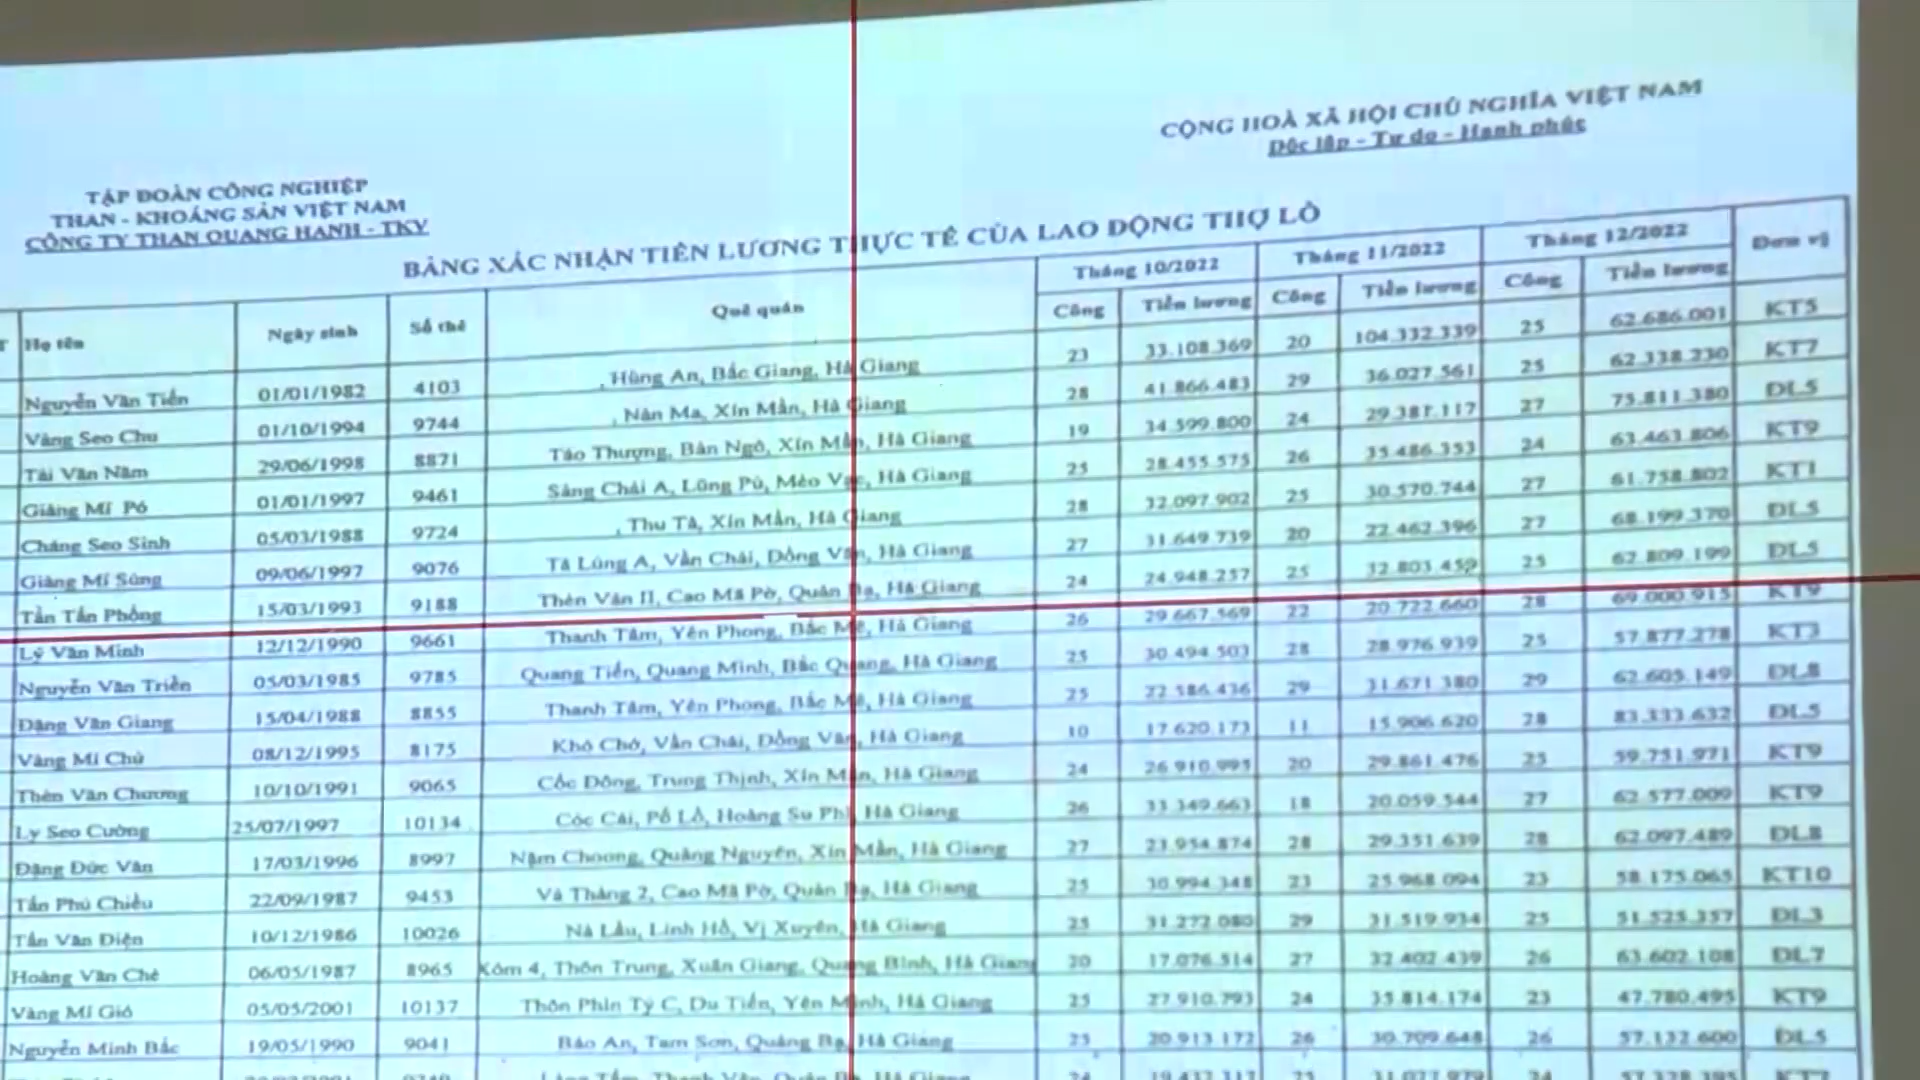 CỘNG HOÀ XÃ HỘI CHỦ NGHĨA VIỆT NAM
Độc lập - Tự do - Hạnh phúc
TẬP ĐOÀN CÔNG NGHIỆP
THAN - KHOÁNG SẢN VIỆT NAM
CÔNG TY THAN QUANG HANH - TKV
BẢNG XÁC NHẬN TIỀN LƯƠNG THỰC TẾ CỦA LAO ĐỘNG THỢ LÒ
Họ tên Ngày sinh Số thẻ Quê quán Tháng 10/2022 Tháng 11/2022 Tháng 12/2022 Đơn vị
Công Tiền lương Công Tiền lương Công Tiền lương
Nguyễn Văn Tiến 01/01/1982 4103 , Hùng An, Bắc Giang, Hà Giang 23 33.108.369 20 104.332.339 25 62.686.001 KT5
Vàng Seo Chu 01/10/1994 9744 , Nàn Ma, Xín Mần, Hà Giang 28 41.866.483 29 36.027.561 25 62.338.230 KT7
Tải Văn Năm 29/06/1998 8871 Táo Thượng, Bản Ngò, Xín Mần, Hà Giang 19 34.599.800 24 29.387.117 27 75.811.380 ĐL5
Giàng Mí Pó 01/01/1997 9461 Sàng Chải A, Lũng Pù, Mèo Vạc, Hà Giang 25 28.455.575 26 35.486.353 24 63.463.806 KT9
Cháng Seo Sinh 05/03/1988 9724 , Thu Tà, Xín Mần, Hà Giang 28 32.097.902 25 30.570.744 27 61.758.802 KT1
Giàng Mí Súng 09/06/1997 9076 Tả Lủng A, Vần Chải, Đồng Văn, Hà Giang 27 31.649.739 20 22.462.396 27 68.199.370 ĐL5
Tẩn Tẩn Phồng 15/03/1993 9188 Thèn Ván II, Cao Mã Pờ, Quản Bạ, Hà Giang 24 24.948.257 25 32.803.459 25 62.809.199 ĐL5
Lý Văn Minh 12/12/1990 9661 Thanh Tâm, Yên Phong, Bắc Mê, Hà Giang 26 29.667.569 22 20.722.660 28 69.000.915 KT9
Nguyễn Văn Triển 05/03/1985 9785 Quang Tiến, Quang Minh, Bắc Quang, Hà Giang 25 30.494.503 28 28.976.939 25 57.877.278 KT3
Đặng Văn Giang 15/04/1988 8855 Thanh Tâm, Yên Phong, Bắc Mê, Hà Giang 25 22.586.436 29 31.671.380 29 62.605.149 ĐL8
Vàng Mí Chủ 08/12/1995 8175 Khó Chớ, Vần Chải, Đồng Văn, Hà Giang 10 17.620.173 11 15.906.620 28 83.333.632 ĐL5
Thèn Văn Chương 10/10/1991 9065 Cốc Đông, Trung Thịnh, Xín Mần, Hà Giang 24 26.910.995 20 29.861.476 25 59.751.971 KT9
Ly Seo Cường 25/07/1997 10134 Cóc Cái, Pố Lồ, Hoàng Su Phì, Hà Giang 26 33.349.663 18 20.059.544 27 62.577.009 KT9
Đặng Đức Văn 17/03/1996 8997 Nặm Choong, Quảng Nguyên, Xín Mần, Hà Giang 27 23.954.874 28 29.351.639 28 62.097.489 ĐL8
Tẩn Phù Chiều 22/09/1987 9453 Vả Thàng 2, Cao Mã Pờ, Quản Bạ, Hà Giang 25 30.994.348 23 25.968.094 23 58.175.065 KT10
Tẩn Văn Diện 10/12/1986 10026 Nà Lầu, Linh Hồ, Vị Xuyên, Hà Giang 25 31.272.080 29 31.519.934 25 51.525.357 ĐL3
Hoàng Văn Chè 06/05/1987 8965 Xóm 4, Thôn Trung, Xuân Giang, Quang Bình, Hà Giang 20 17.076.514 27 32.402.439 26 63.602.108 ĐL7
Vàng Mí Gió 05/05/2001 10137 Thôn Phìn Tỷ C, Du Tiến, Yên Minh, Hà Giang 25 27.910.793 24 35.814.174 23 47.780.495 KT9
Nguyễn Minh Bắc 19/05/1990 9041 Bảo An, Tam Sơn, Quảng Bạ, Hà Giang 25 20.913.172 26 30.709.648 26 57.132.600 ĐL5